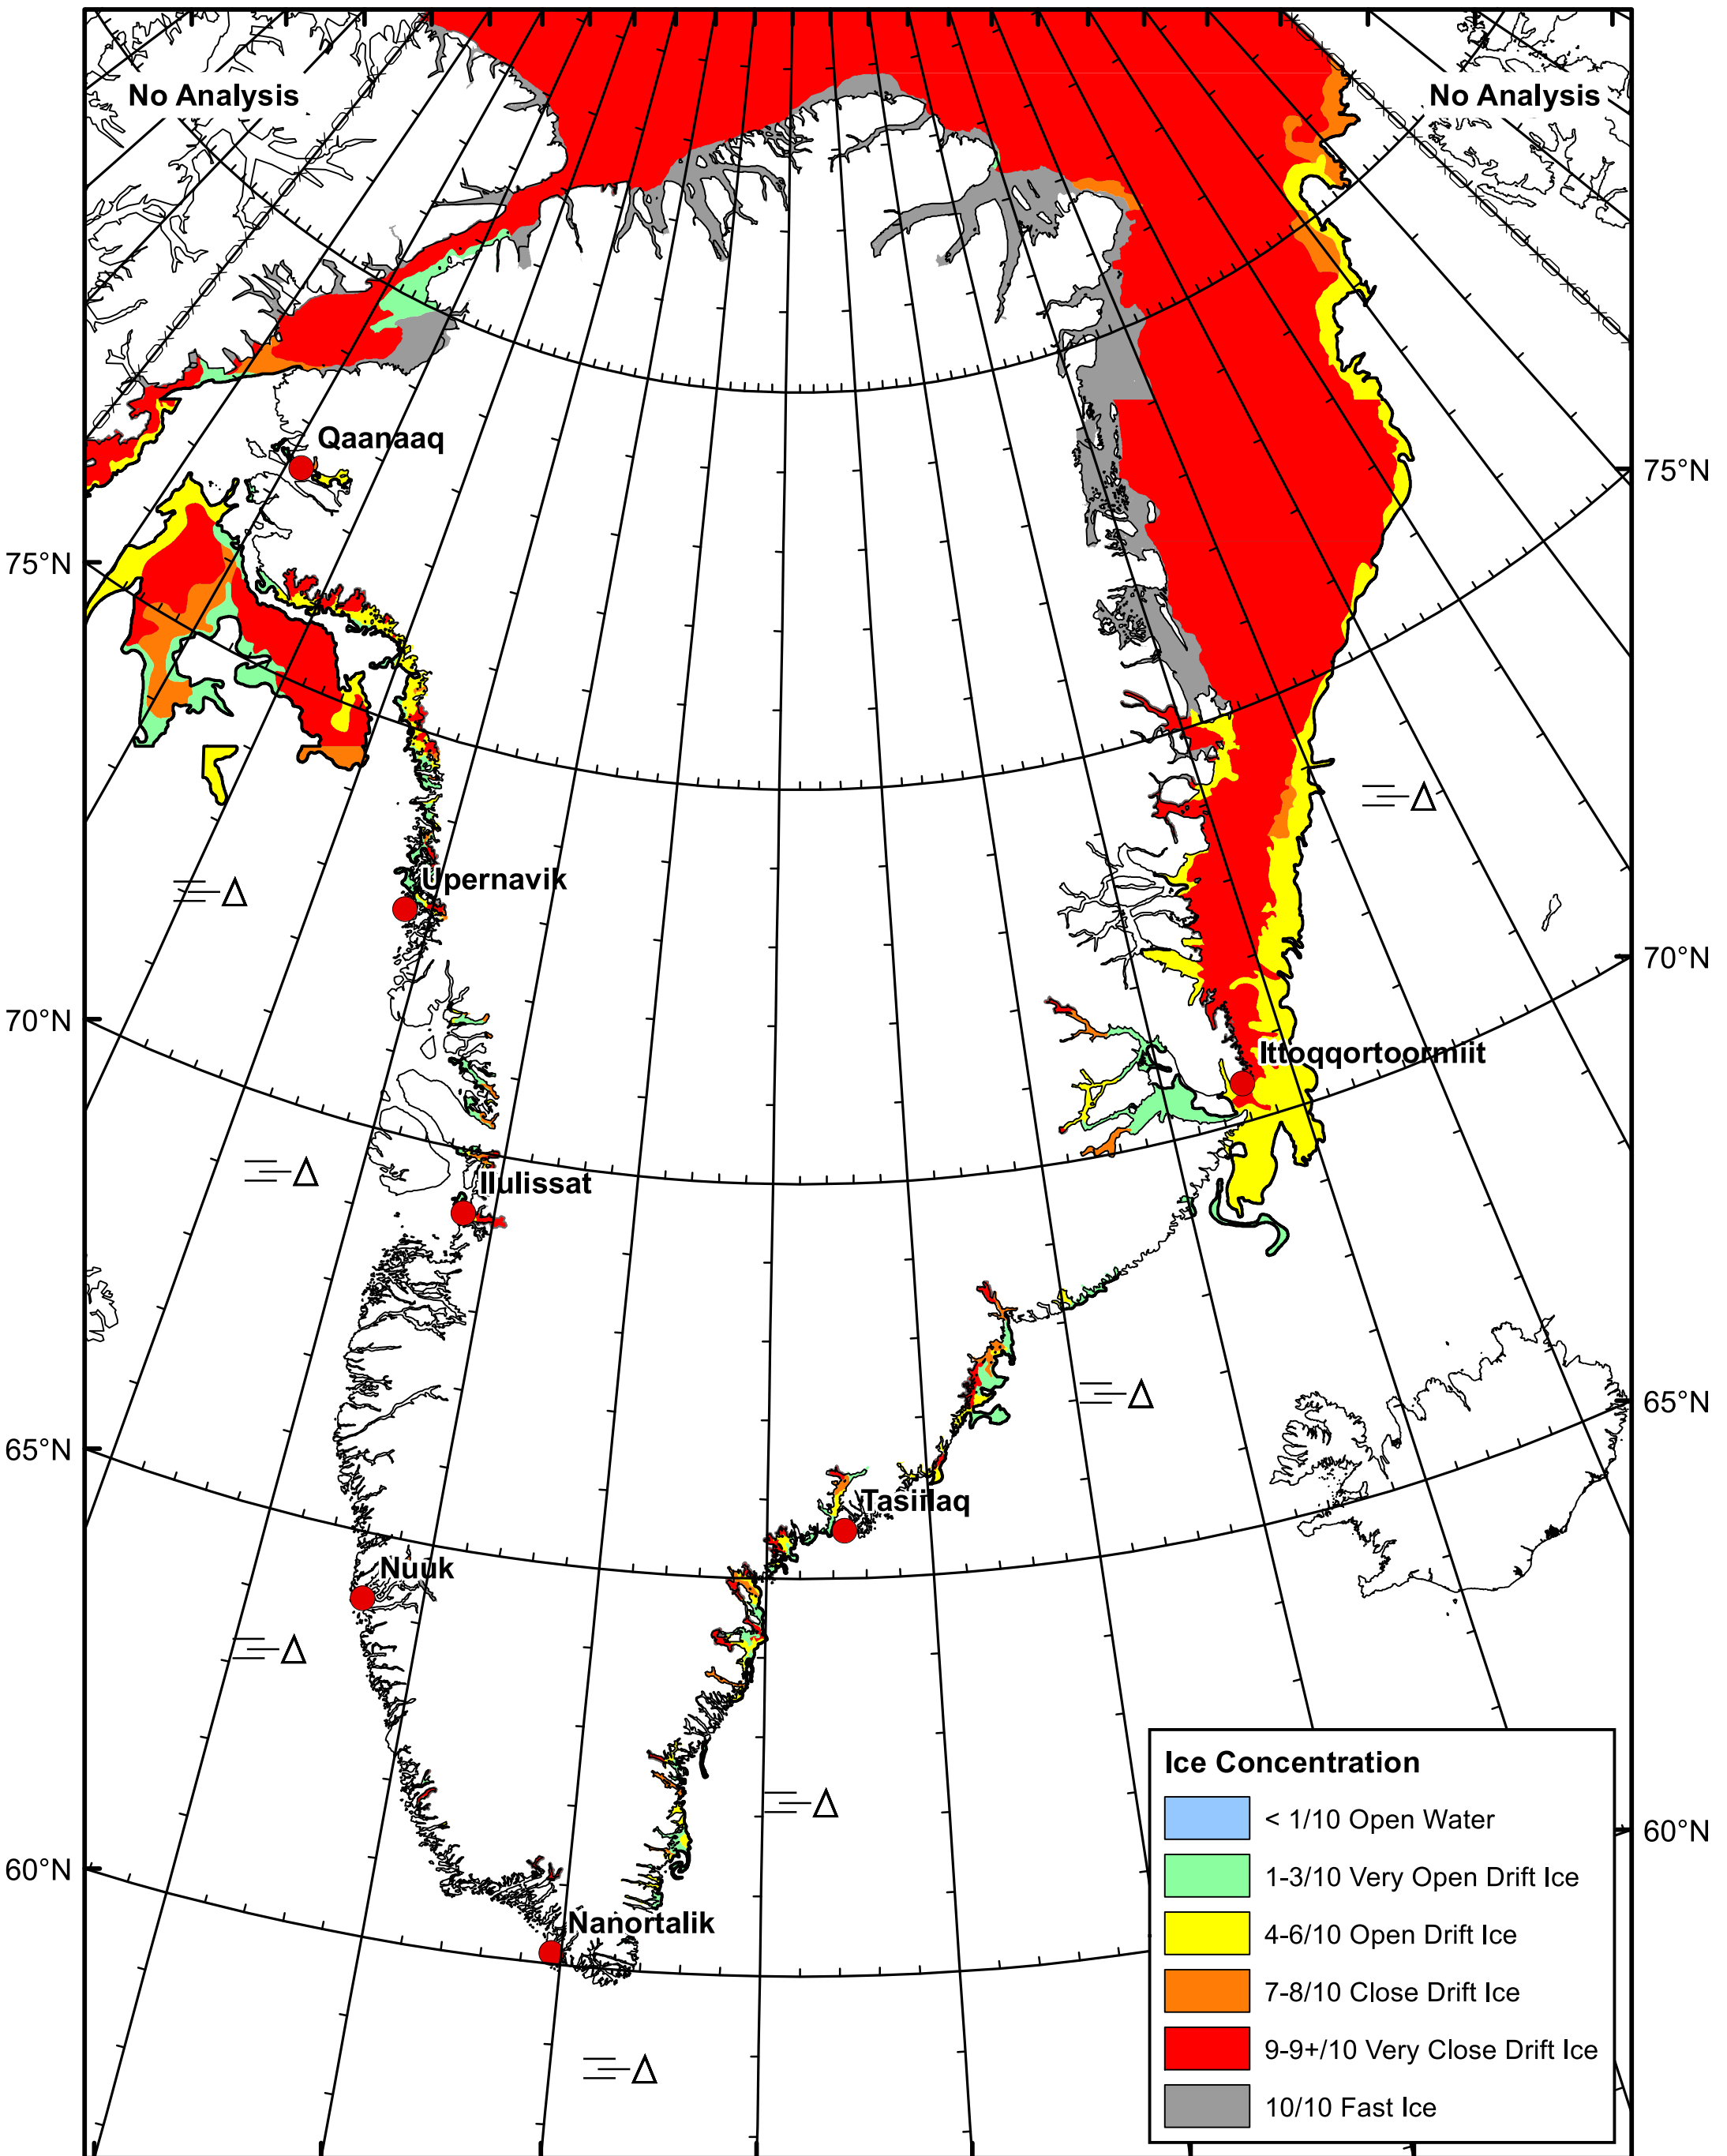 No Analysis
No Analysis
Qaanaaq
75°N
75°N
Upernavik
70°N
70°N
Ittoqqortoormiit
Ilulissat
65°N
65°N
Tasiilaq
Nuuk
Ice Concentration
< 1/10 Open Water
1-3/10 Very Open Drift Ice
4-6/10 Open Drift Ice
7-8/10 Close Drift Ice
9-9+/10 Very Close Drift Ice
10/10 Fast Ice
60°N
60°N
Nanortalik